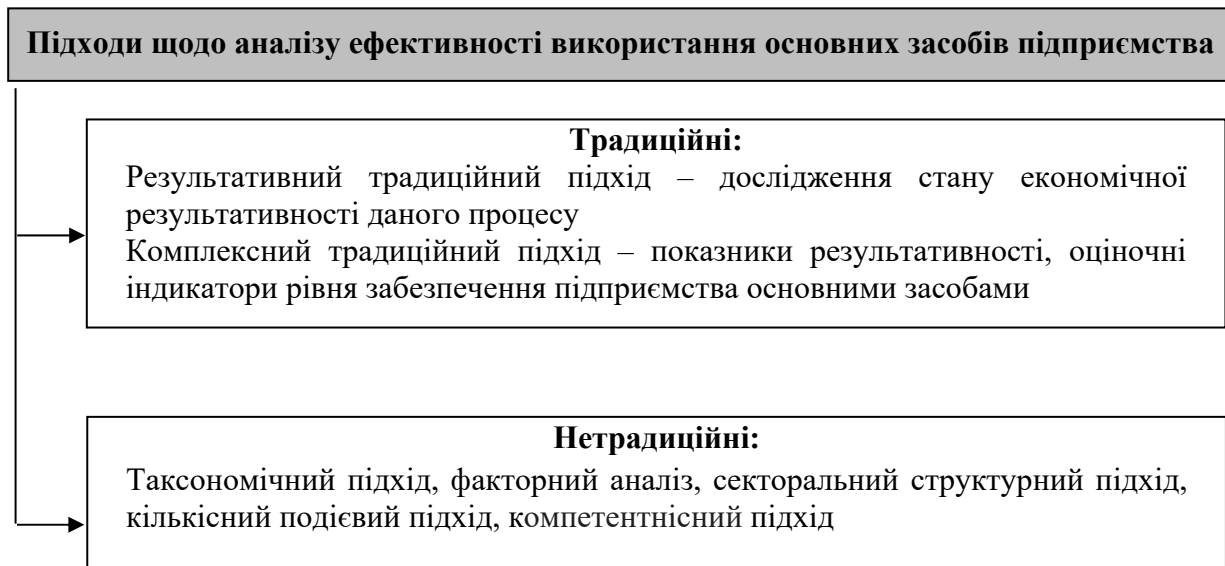 Підходи щодо аналізу ефективності використання основних засобів підприємства
Традиційні:
Результативний традиційний підхід – дослідження стану економічної
результативності даного процесу
Комплексний традиційний підхід – показники результативності, оціночні
індикатори рівня забезпечення підприємства основними засобами
Нетрадиційні:
Таксономічний підхід, факторний аналіз, секторальний структурний підхід,
кількісний подієвий підхід, компетентнісний підхід